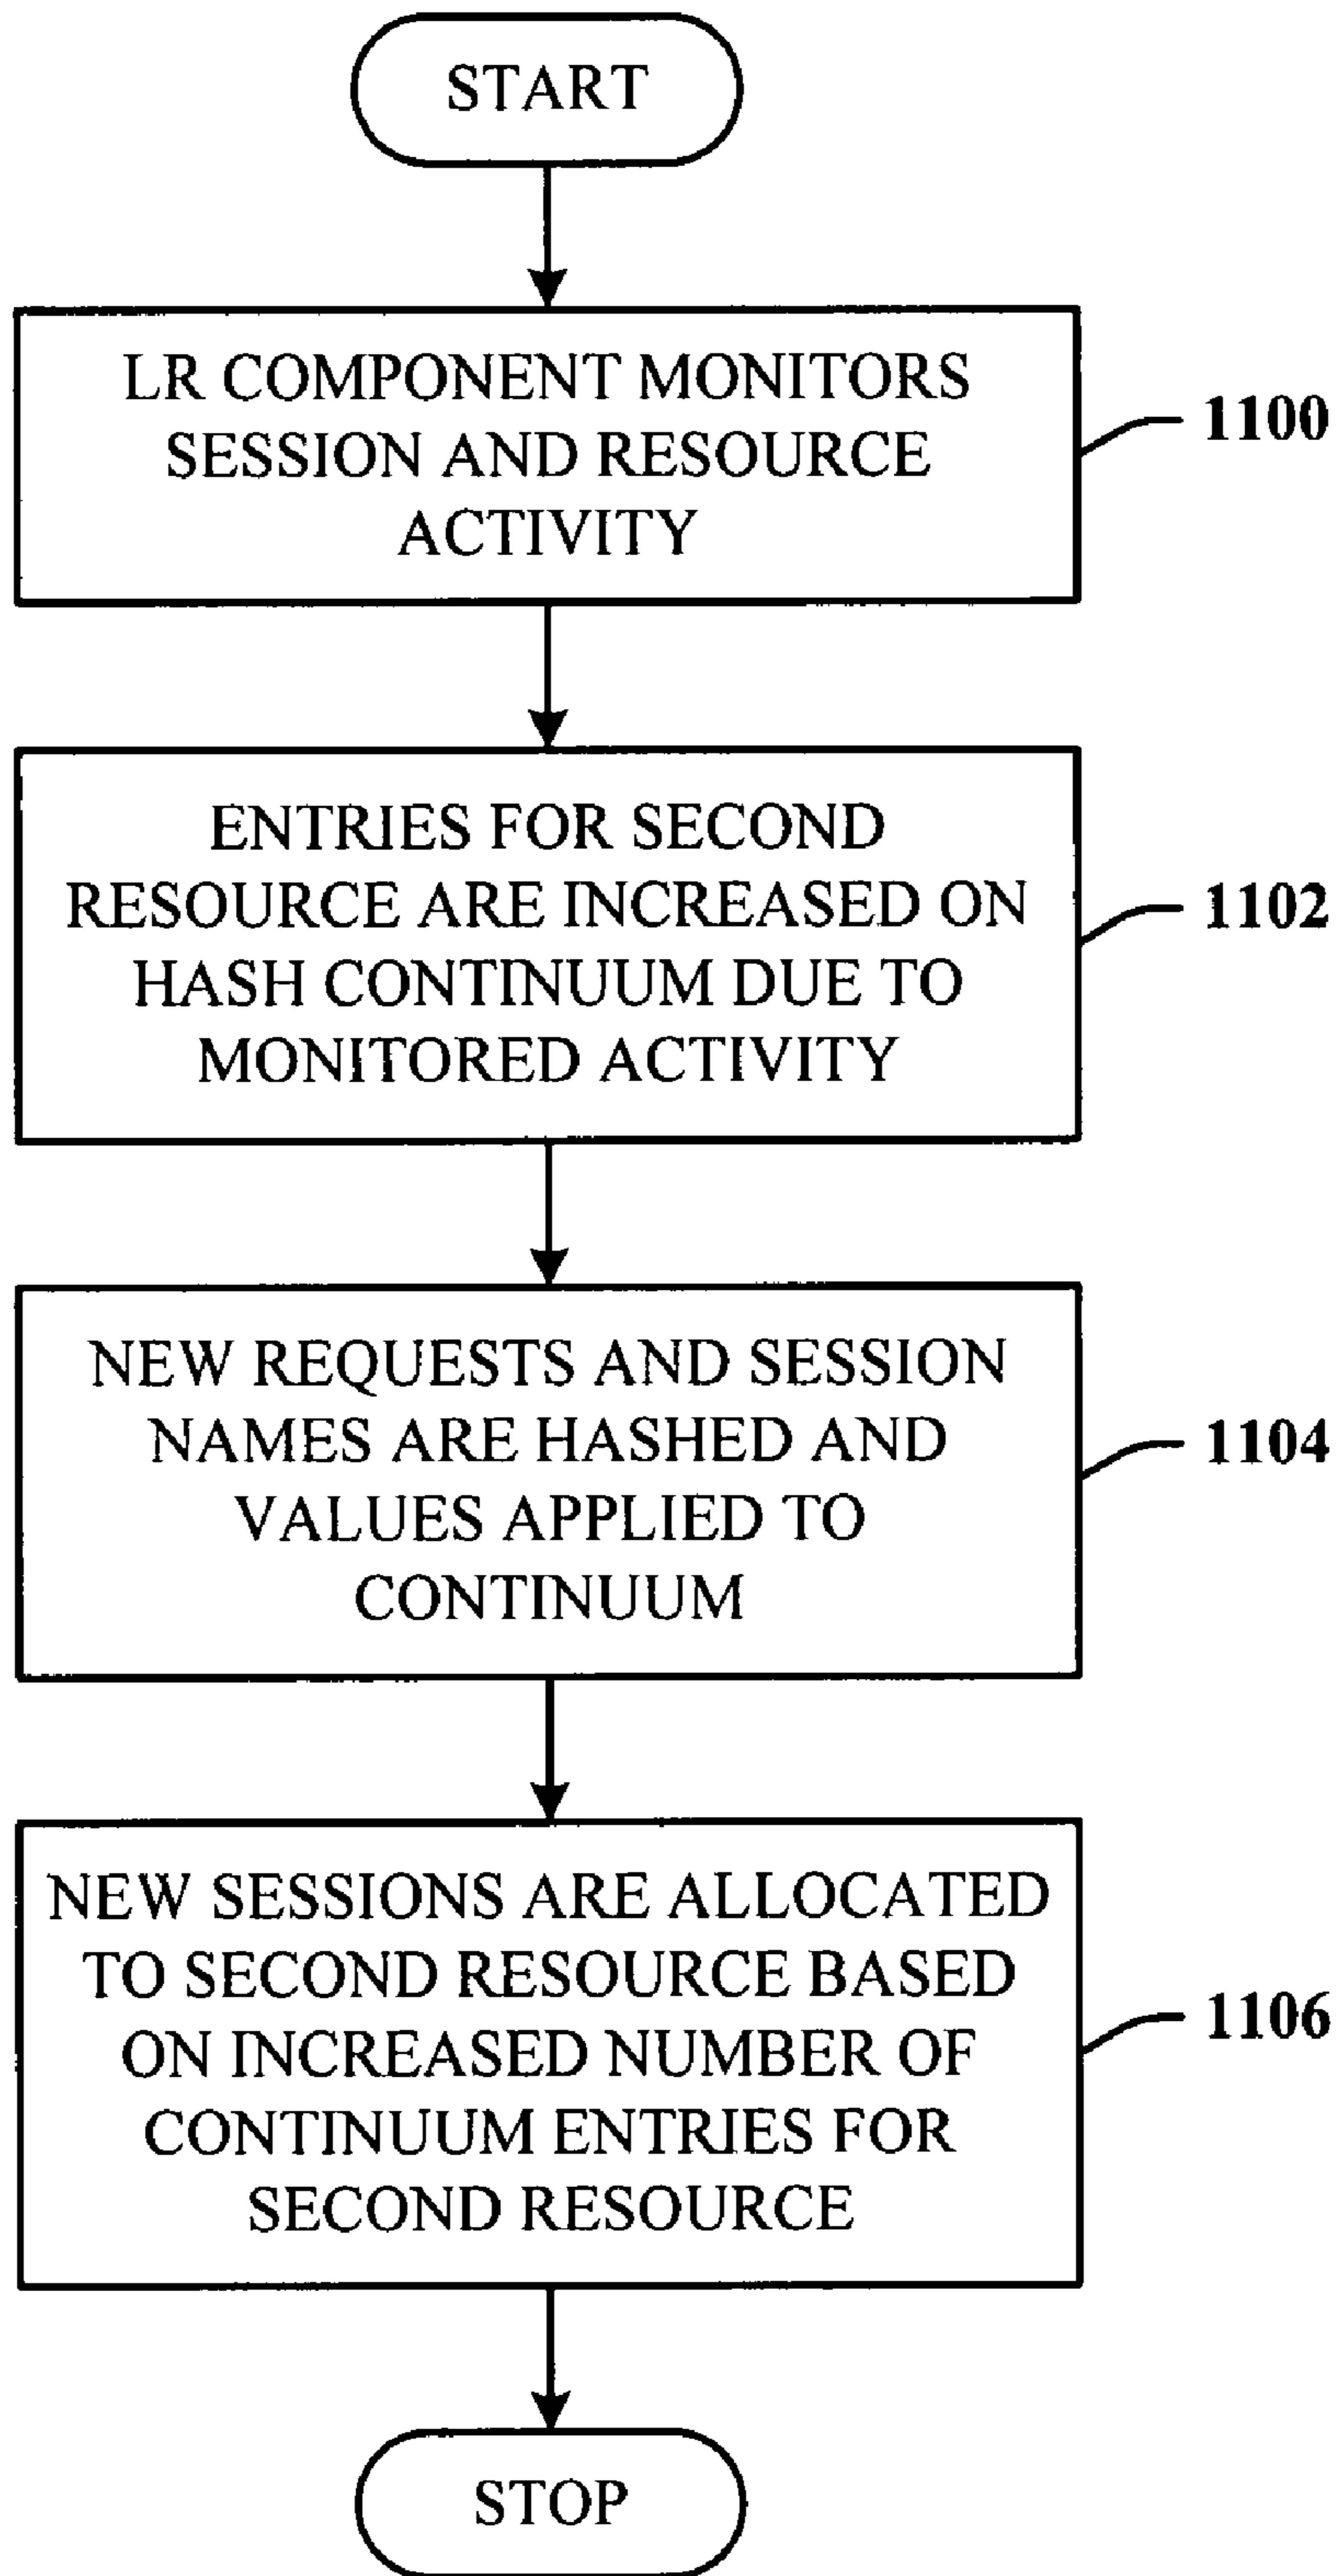 START
LR COMPONENT MONITORS
SESSION AND RESOURCE
ACTIVITY
1100
ENTRIES FOR SECOND
RESOURCE ARE INCREASED ON
HASH CONTINUUM DUE TO
MONITORED ACTIVITY
1102
NEW REQUESTS AND SESSION
NAMES ARE HASHED AND
VALUES APPLIED TO
CONTINUUM
1104
NEW SESSIONS ARE ALLOCATED
TO SECOND RESOURCE BASED
ON INCREASED NUMBER OF
CONTINUUM ENTRIES FOR
SECOND RESOURCE
1106
STOP